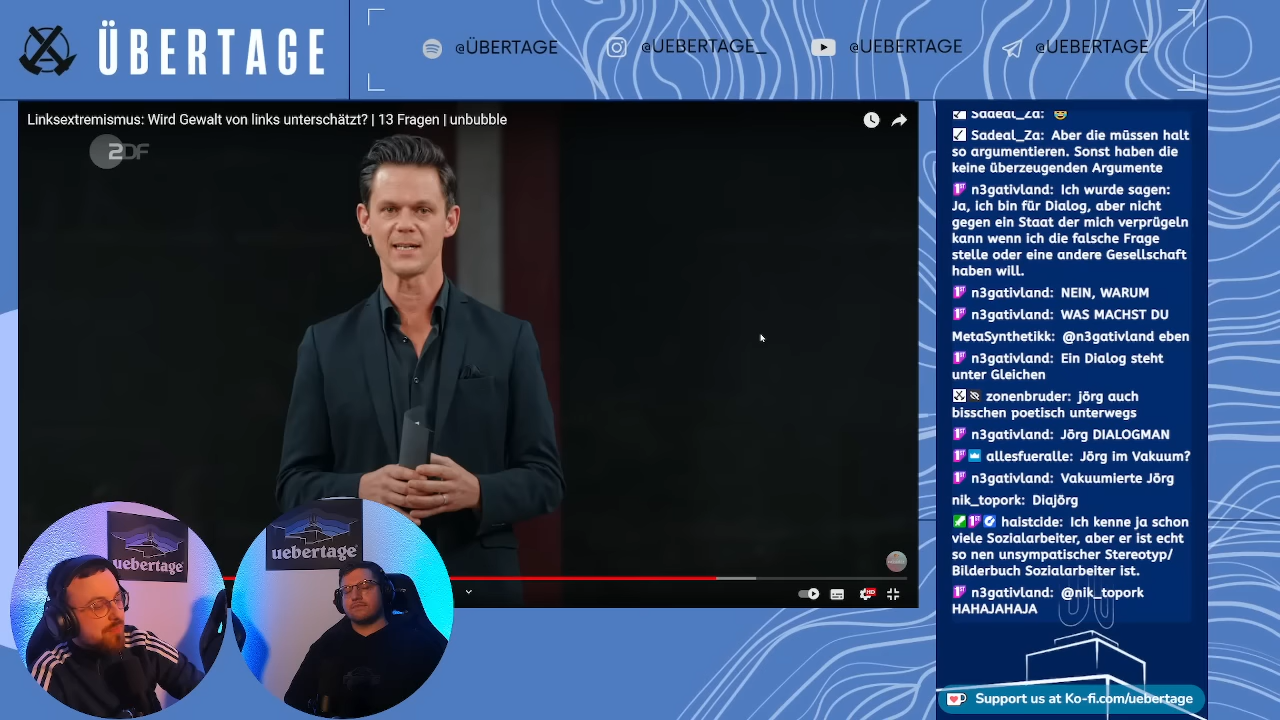 ÜBERTAGE
@ÜBERTAGE
@UEBERTAGE_
@UEBERTAGE
@UEBERTAGE
Linksextremismus: Wird Gewalt von links unterschätzt? | 13 Fragen | unbubble
2DF
HD
uebertage
uebertage
Sadeal_Za:
Sadeal_Za: Aber die müssen halt
so argumentieren. Sonst haben die
keine überzeugenden Argumente
n3gativland: Ich wurde sagen:
Ja, ich bin für Dialog, aber nicht
gegen ein Staat der mich verprügeln
kann wenn ich die falsche Frage
stelle oder eine andere Gesellschaft
haben will.
n3gativland: NEIN, WARUM
n3gativland: WAS MACHST DU
MetaSynthetikk: @n3gativland eben
n3gativland: Ein Dialog steht
unter Gleichen
zonenbruder: jörg auch
bisschen poetisch unterwegs
n3gativland: Jörg DIALOGMAN
allesfueralle: Jörg im Vakuum?
n3gativland: Vakuumierte Jörg
nik_topork: Diajörg
halstcide: Ich kenne ja schon
viele Sozialarbeiter, aber er ist echt
so nen unsympatischer Stereotyp/
Bilderbuch Sozialarbeiter ist.
n3gativland: @nik_topork
HAHAJAHAJA
Support us at Ko-fi.com/uebertage